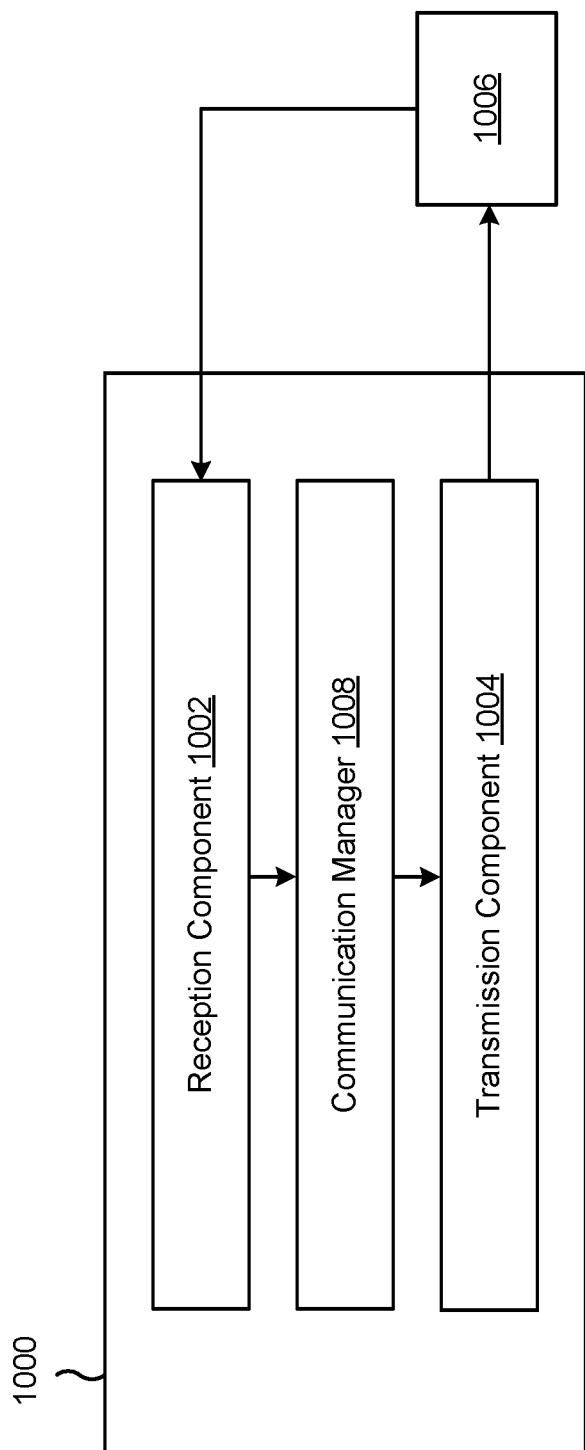 1000
Reception Component 1002
Communication Manager 1008
Transmission Component 1004
1006